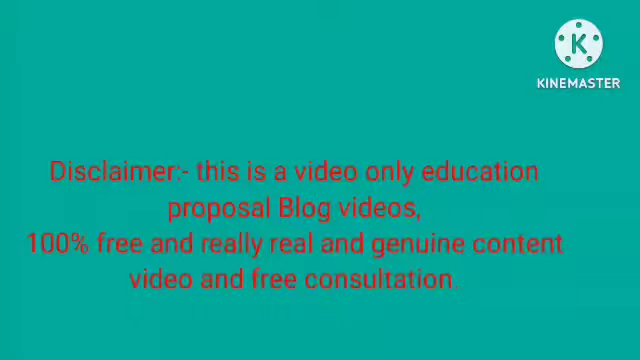 K
KINEMASTER
Disclaimer:- this is a video only education
proposal Blog videos,
100% free and really real and genuine content
video and free consultation